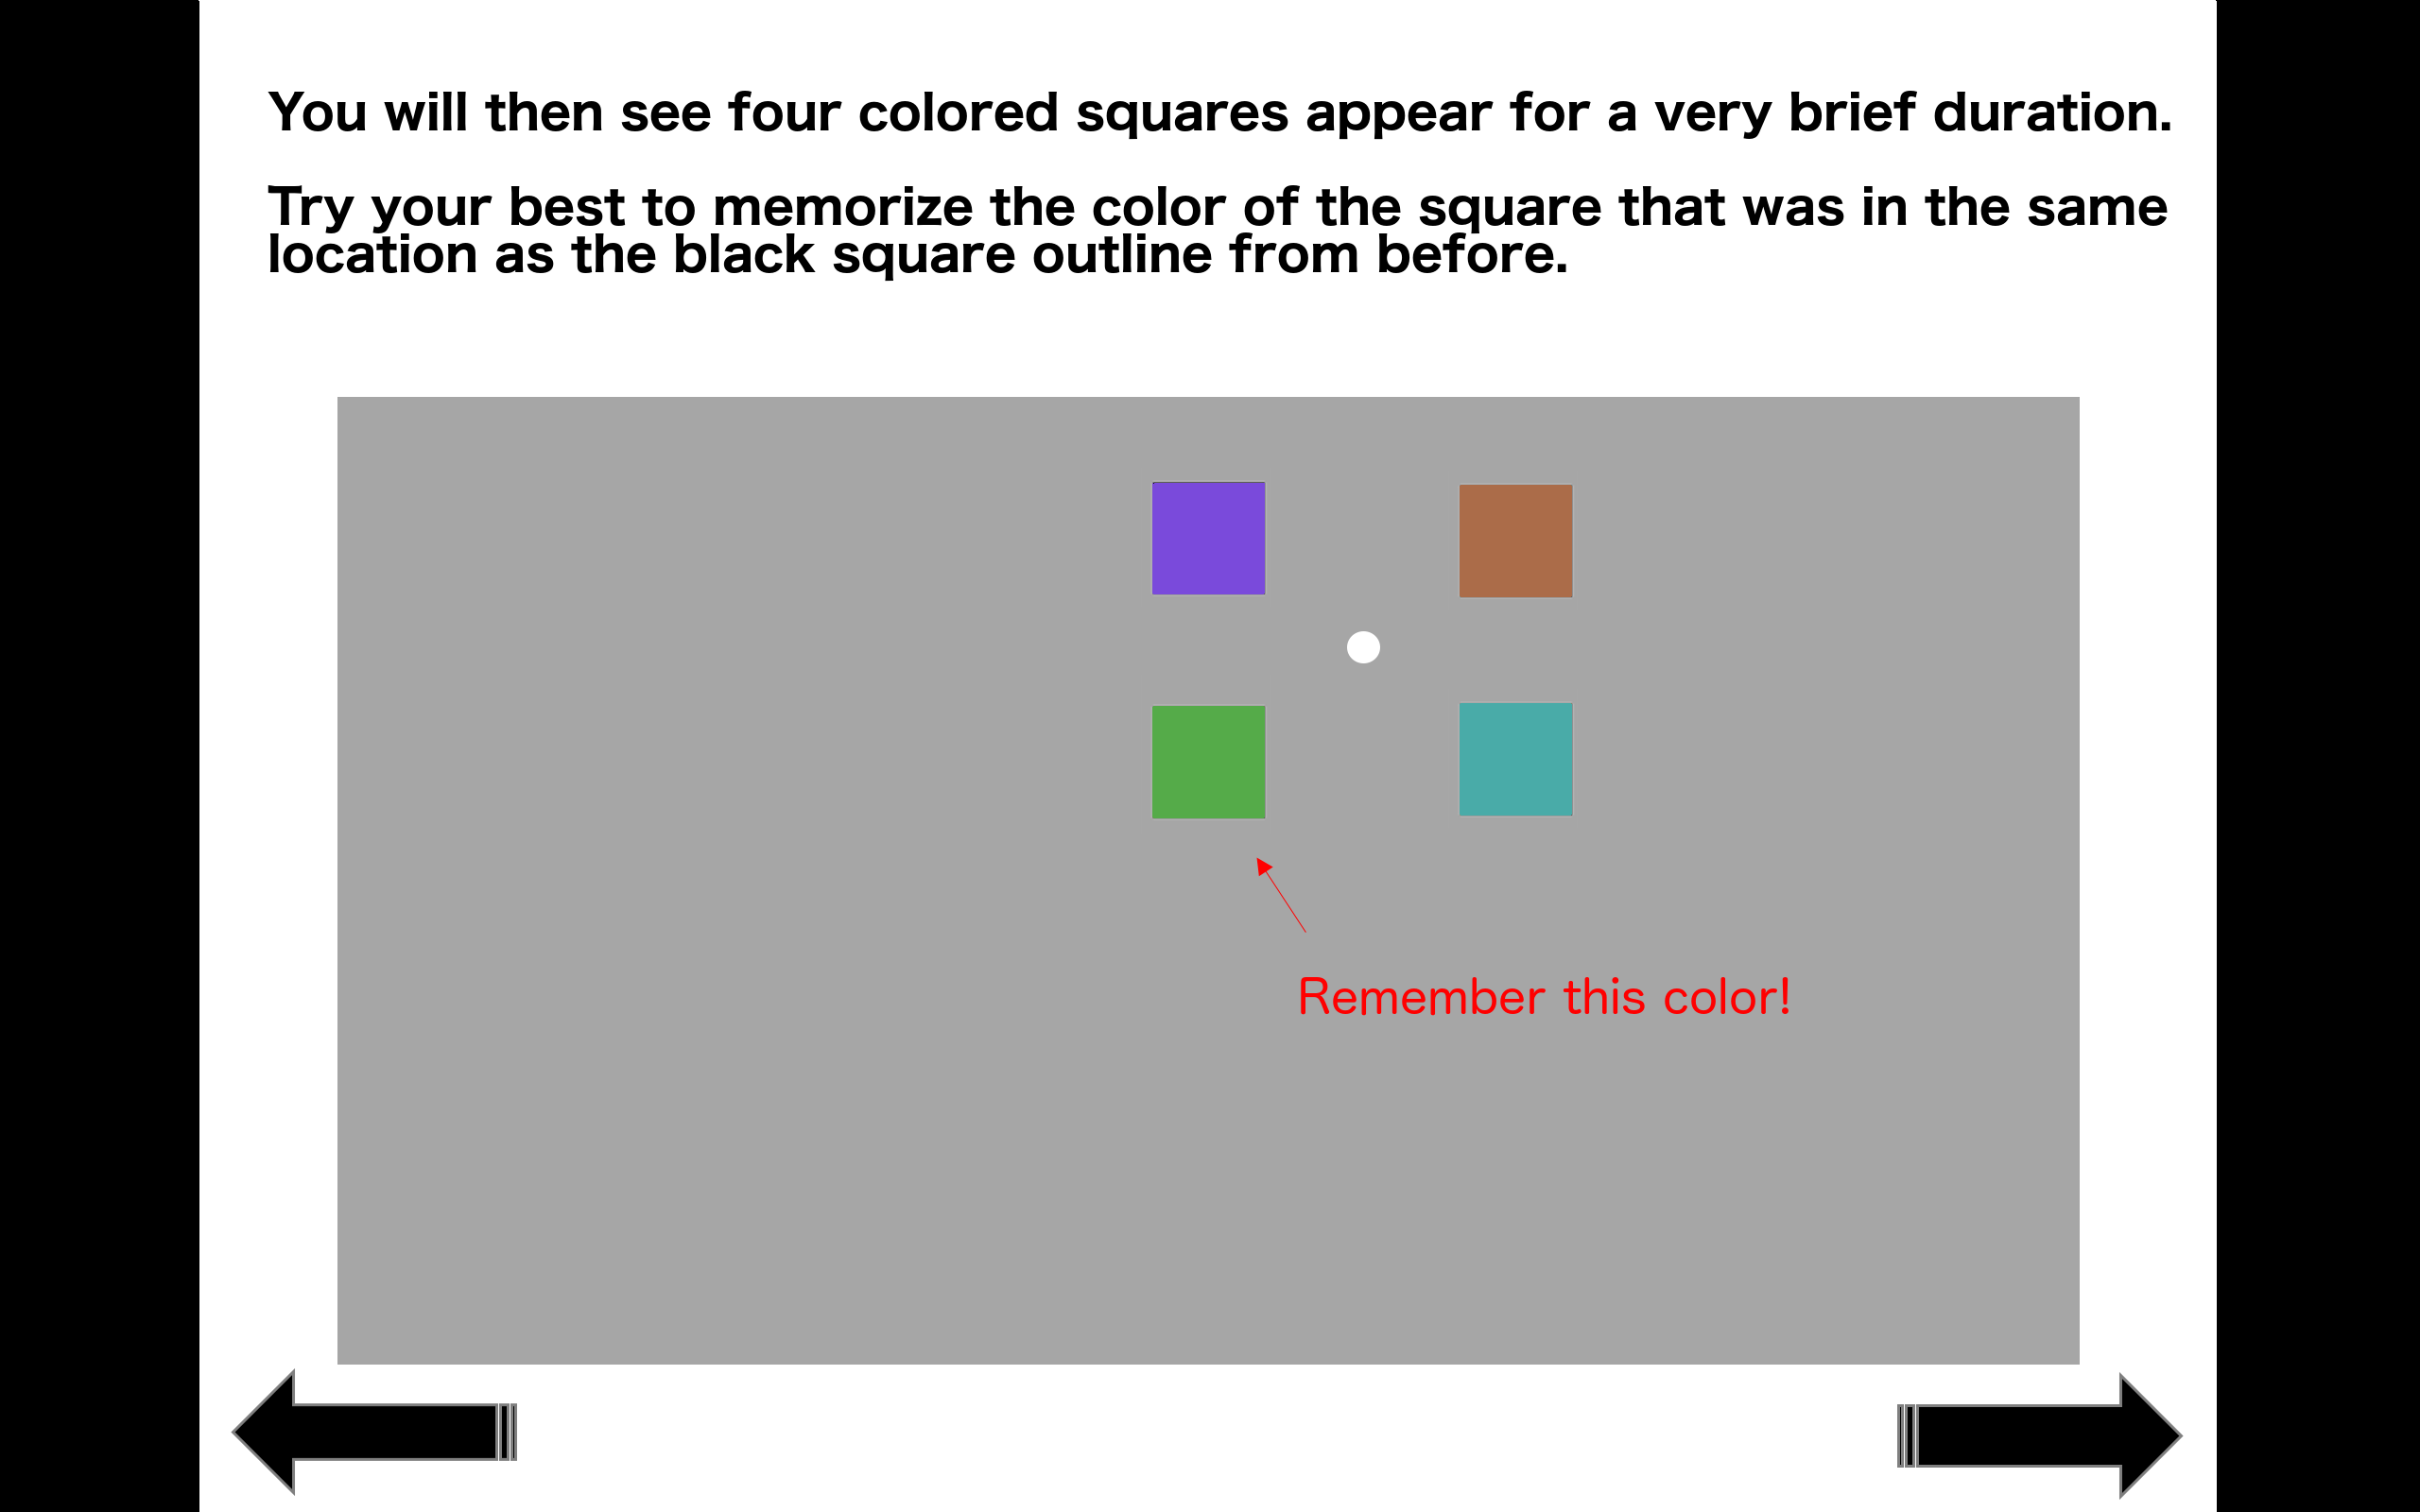 You will then see four colored squares appear for a very brief duration.
Try your best to memorize the color of the square that was in the same
location as the black square outline from before.
Remember this color!